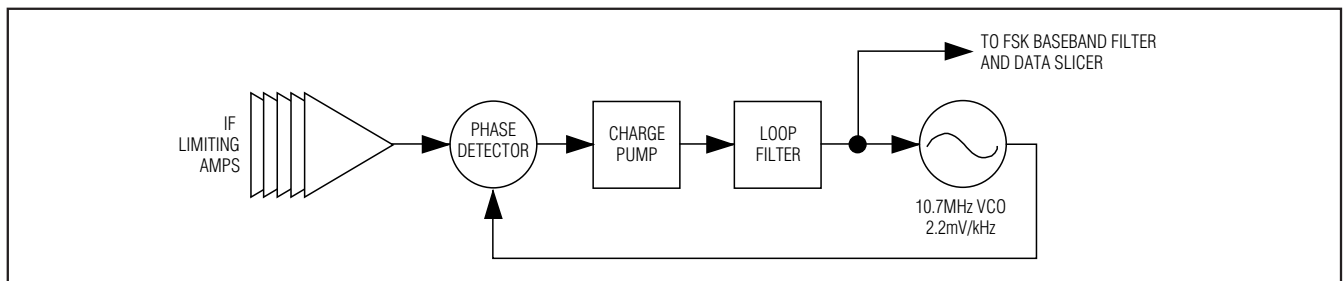 TO FSK BASEBAND FILTER
AND DATA SLICER
IF
LIMITING
AMPS
PHASE
DETECTOR
CHARGE
PUMP
LOOP
FILTER
10.7MHz VCO
2.2mV/kHz